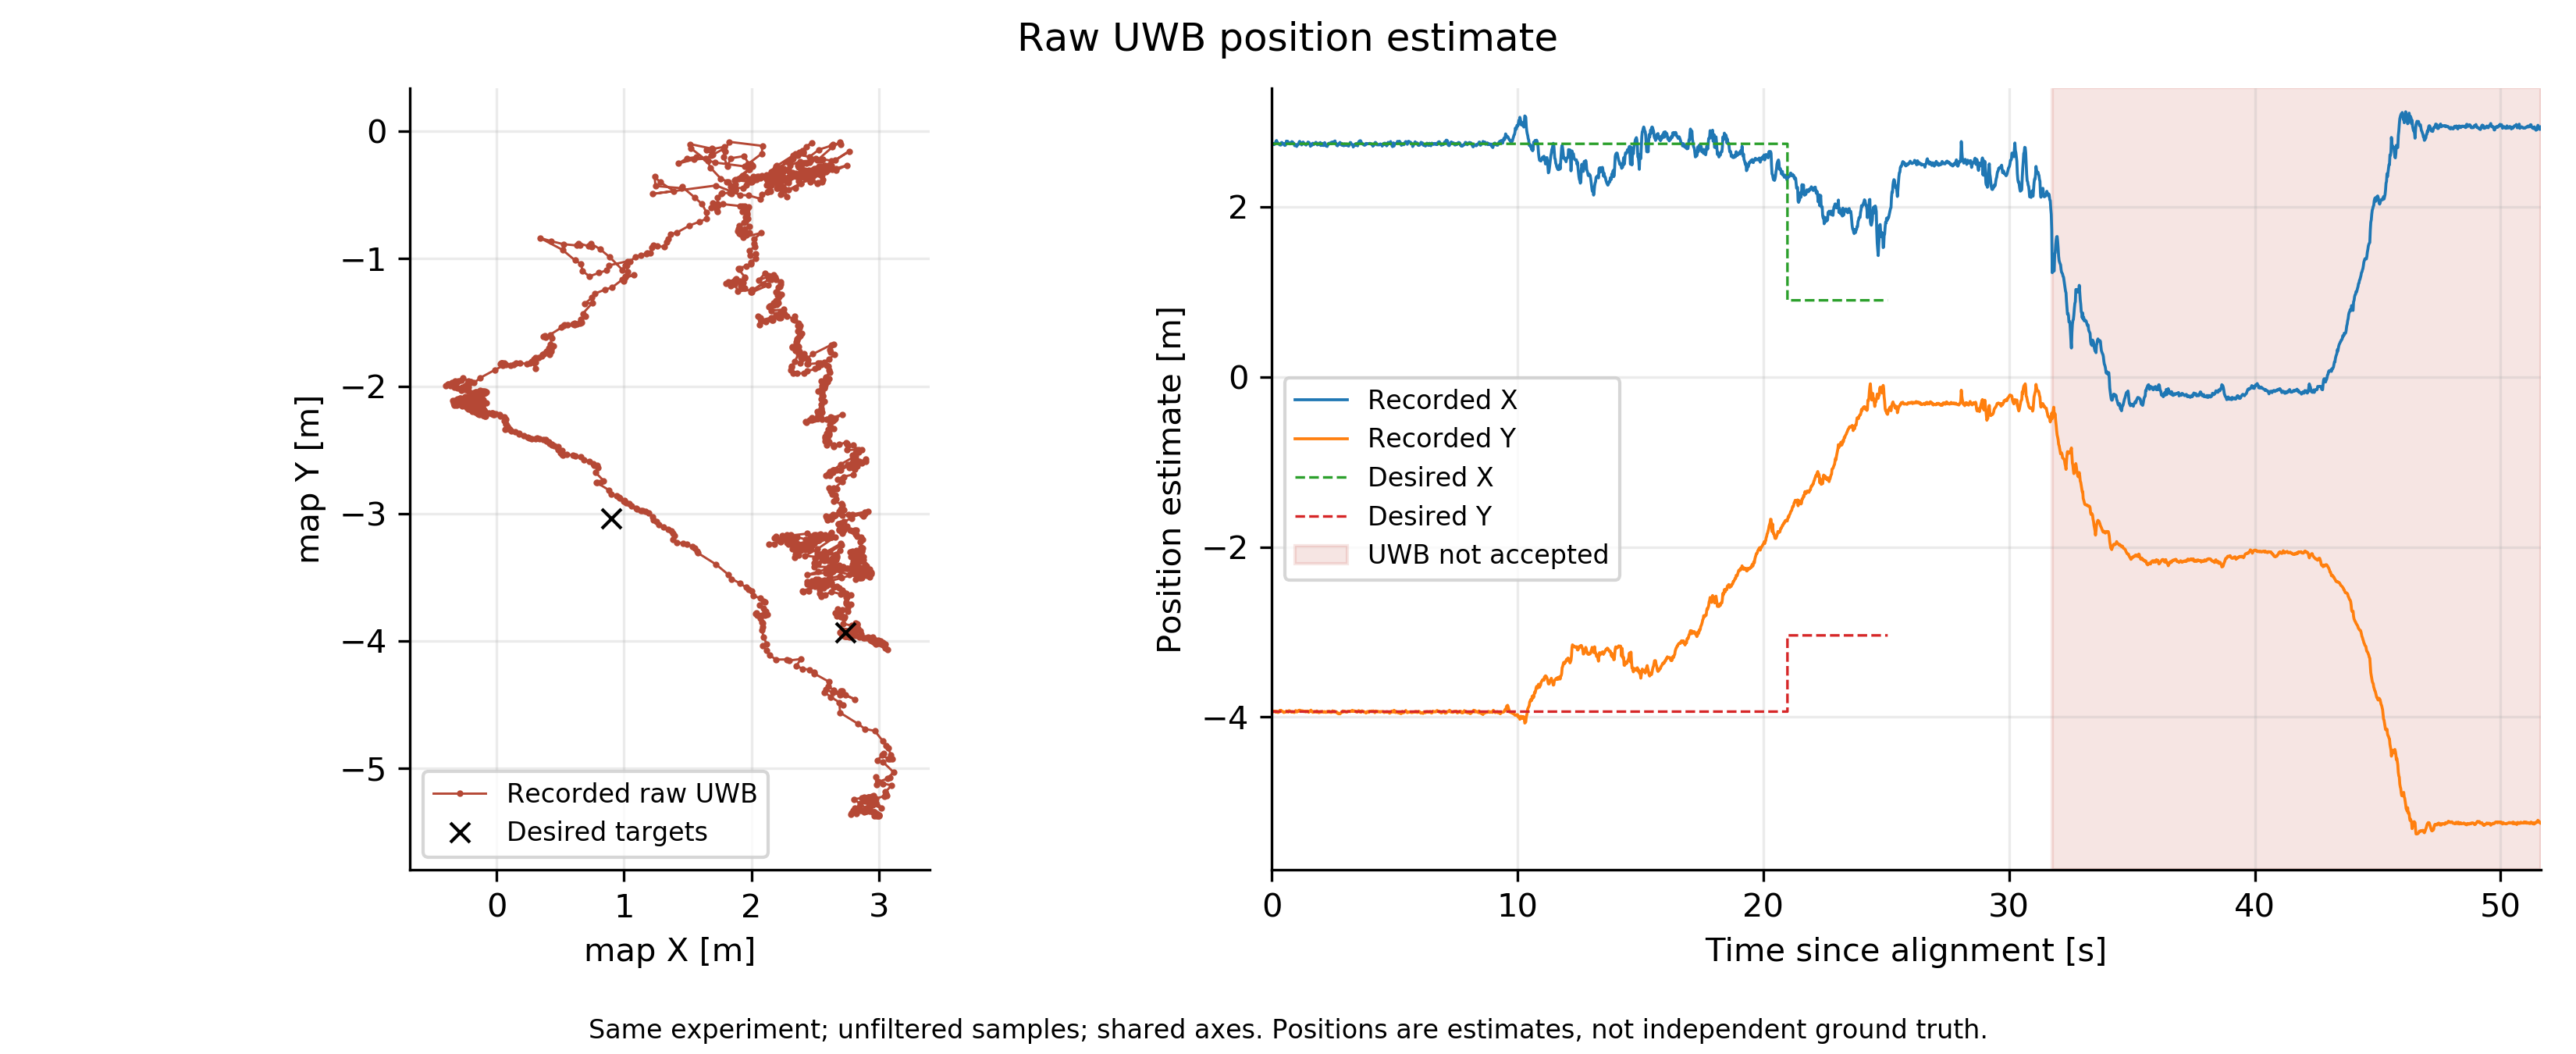 Raw UWB position estimate
map Y [m]
0
−1
−2
−3
−4
−5
Recorded raw UWB
Desired targets
0
1
2
3
map X [m]
Position estimate [m]
2
0
−2
−4
Recorded X
Recorded Y
Desired X
Desired Y
UWB not accepted
0
10
20
30
40
50
Time since alignment [s]
Same experiment; unfiltered samples; shared axes. Positions are estimates, not independent ground truth.